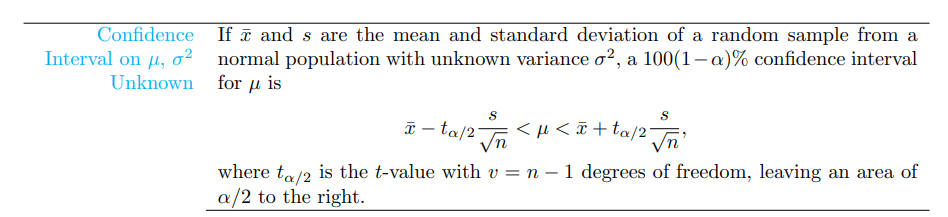 Confidence
Interval on μ, σ²
Unknown
If x̄ and s are the mean and standard deviation of a random sample from a
normal population with unknown variance σ², a 100(1−α)% confidence interval
for μ is
x̄ − t_{α/2} s/√n < μ < x̄ + t_{α/2} s/√n,
where t_{α/2} is the t-value with v = n − 1 degrees of freedom, leaving an area of
α/2 to the right.